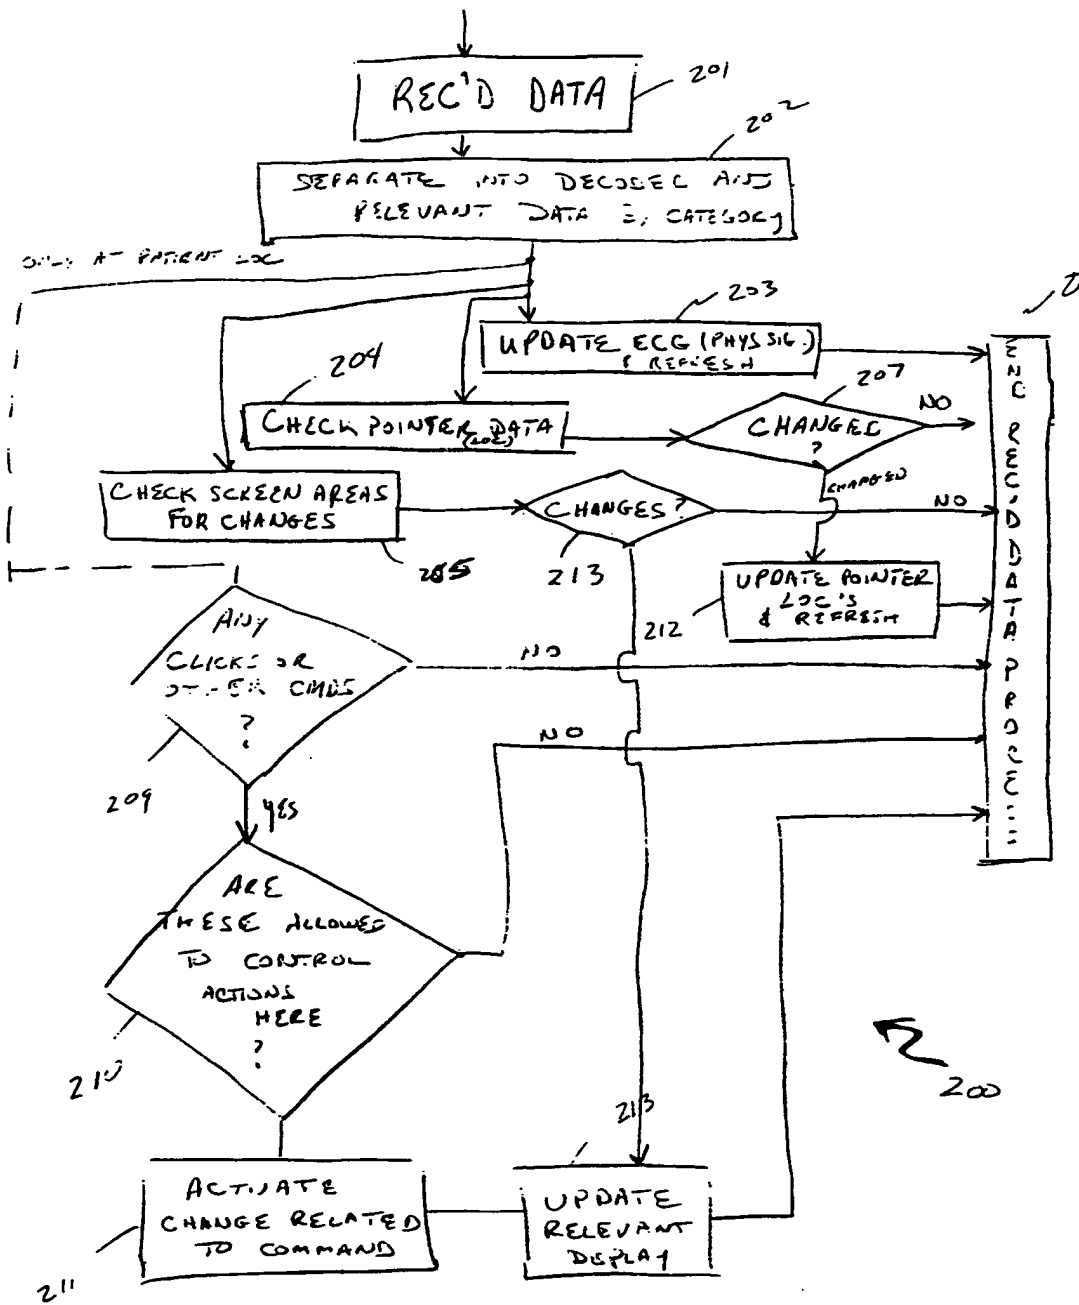 REC'D DATA
201
202
SEPARATE INTO DECODED AND
RELEVANT DATA BY CATEGORY
ONLY AT PATIENT LOC
203
UPDATE ECG (PHYS SIG.)
& REFRESH
204
CHECK POINTER DATA
(LOC)
207
CHANGED
?
NO
CHANGED
CHECK SCREEN AREAS
FOR CHANGES
205
CHANGES?
213
NO
UPDATE POINTER
LOC'S
& REFRESH
212
ANY
CLICKS OR
OTHER CMDS
?
NO
209
YES
NO
ARE
THESE ALLOWED
TO CONTROL
ACTIONS
HERE
?
210
200
213
ACTIVATE
CHANGE RELATED
TO COMMAND
211
UPDATE
RELEVANT
DISPLAY
END REC'D DATA PROCESS